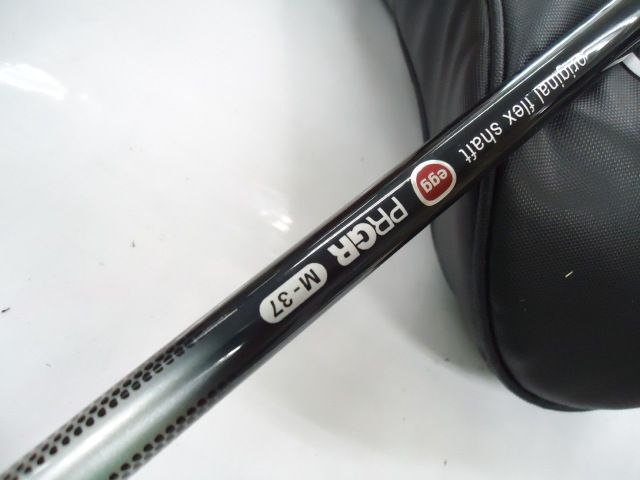 original flex shaft
egg
PRGR
M-37